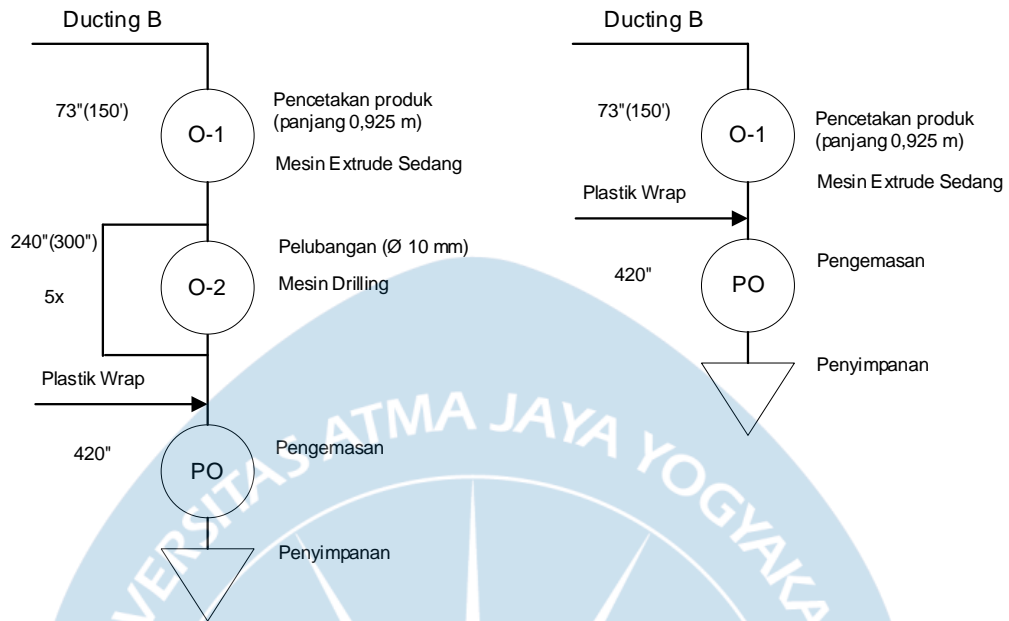 Ducting B
73"(150')
O-1
Pencetakan produk
(panjang 0,925 m)
Mesin Extrude Sedang
240"(300")
5x
O-2
Pelubangan (Ø 10 mm)
Mesin Drilling
Plastik Wrap
420"
PO
Pengemasan
Penyimpanan
Ducting B
73"(150')
O-1
Pencetakan produk
(panjang 0,925 m)
Mesin Extrude Sedang
Plastik Wrap
420"
PO
Pengemasan
Penyimpanan
VERSITAS ATMA JAYA YOGYAKA